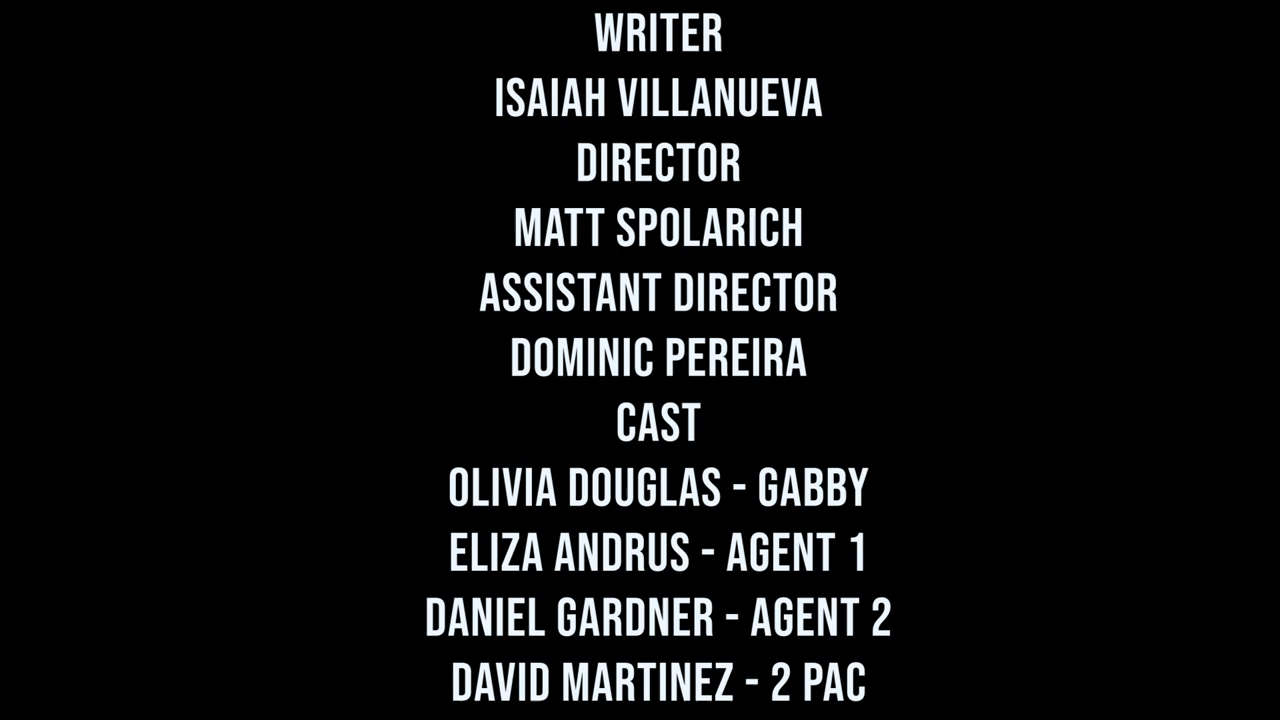 WRITER
ISAIAH VILLANUEVA
DIRECTOR
MATT SPOLARICH
ASSISTANT DIRECTOR
DOMINIC PEREIRA
CAST
OLIVIA DOUGLAS - GABBY
ELIZA ANDRUS - AGENT 1
DANIEL GARDNER - AGENT 2
DAVID MARTINEZ - 2 PAC